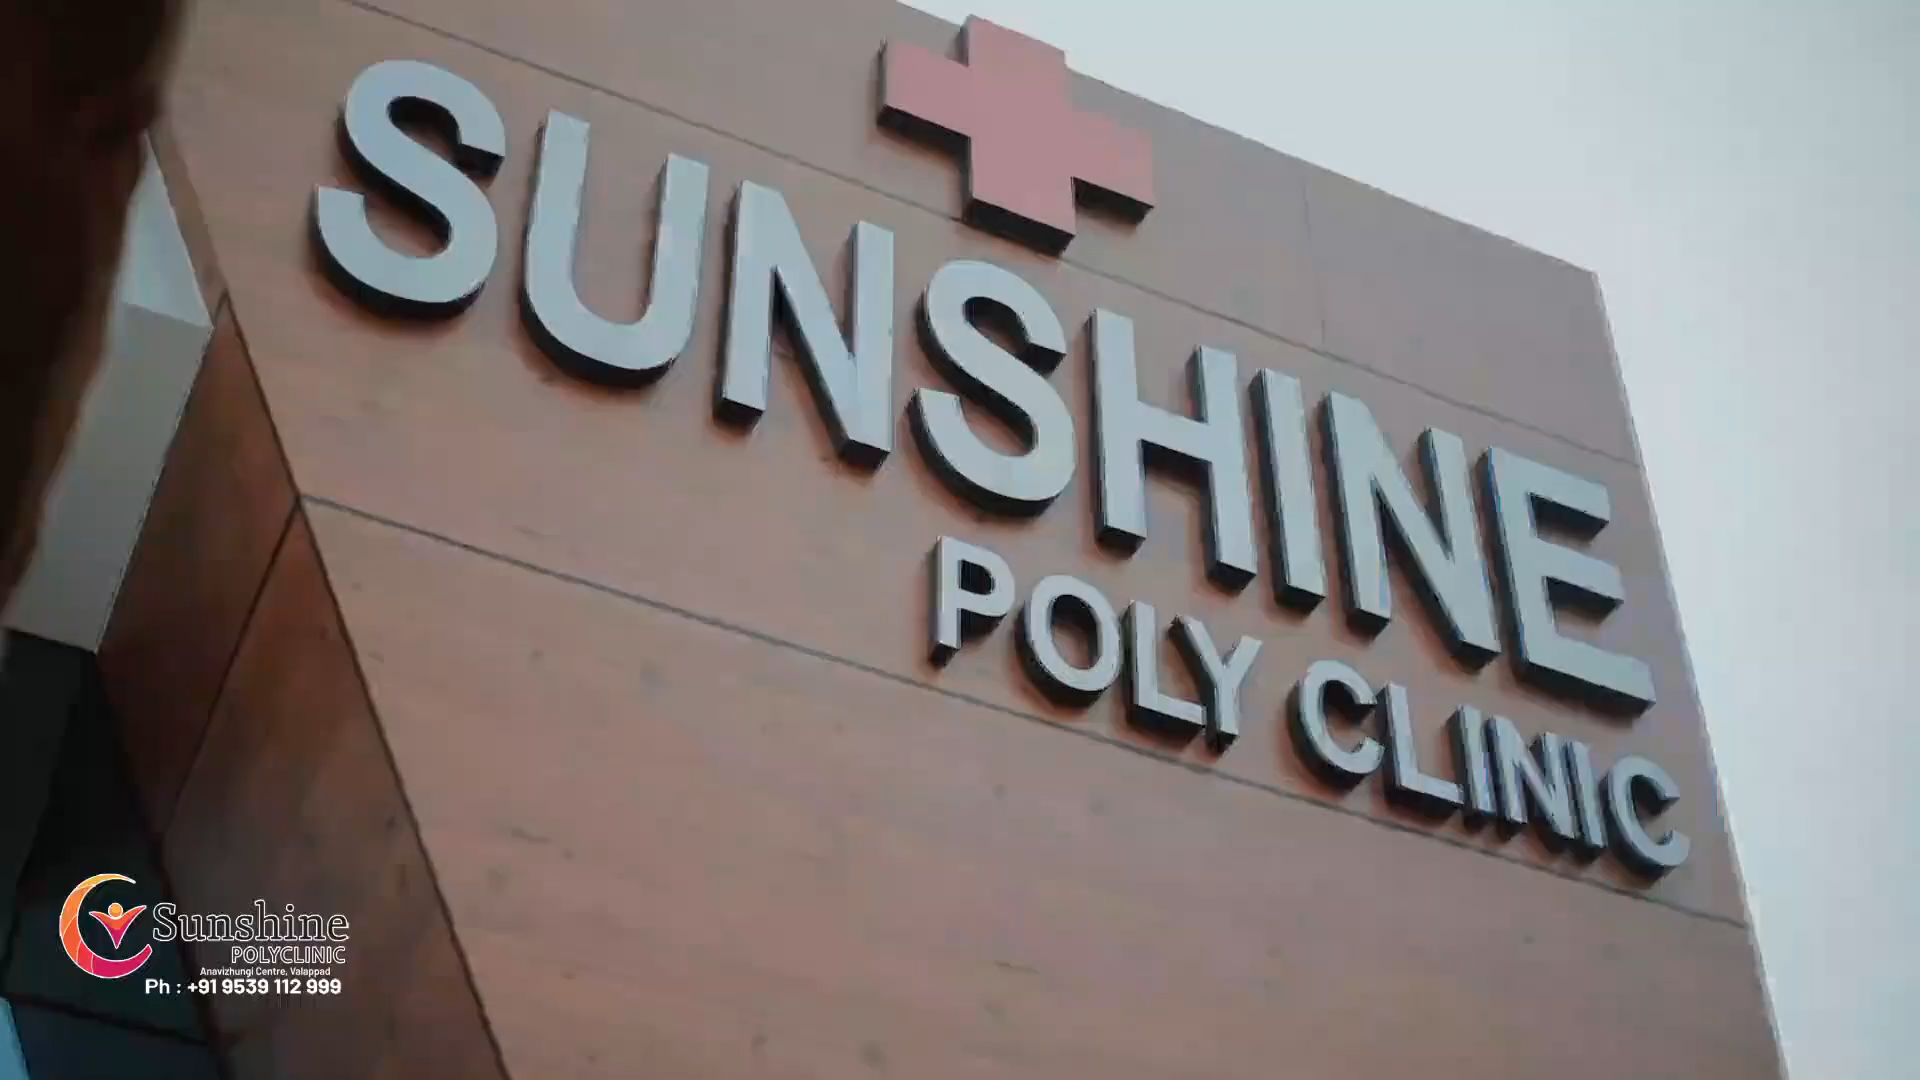 SUNSHINE
POLY CLINIC
Sunshine
POLYCLINIC
Anavizhungi Centre, Valappad
Ph : +91 9539 112 999